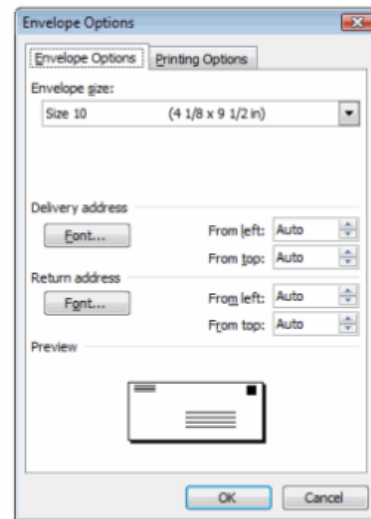 Envelope Options
Envelope Options Printing Options
Envelope size:
Size 10 (4 1/8 x 9 1/2 in)
Delivery address
Font... From left: Auto
From top: Auto
Return address
Font... From left: Auto
From top: Auto
Preview
OK Cancel